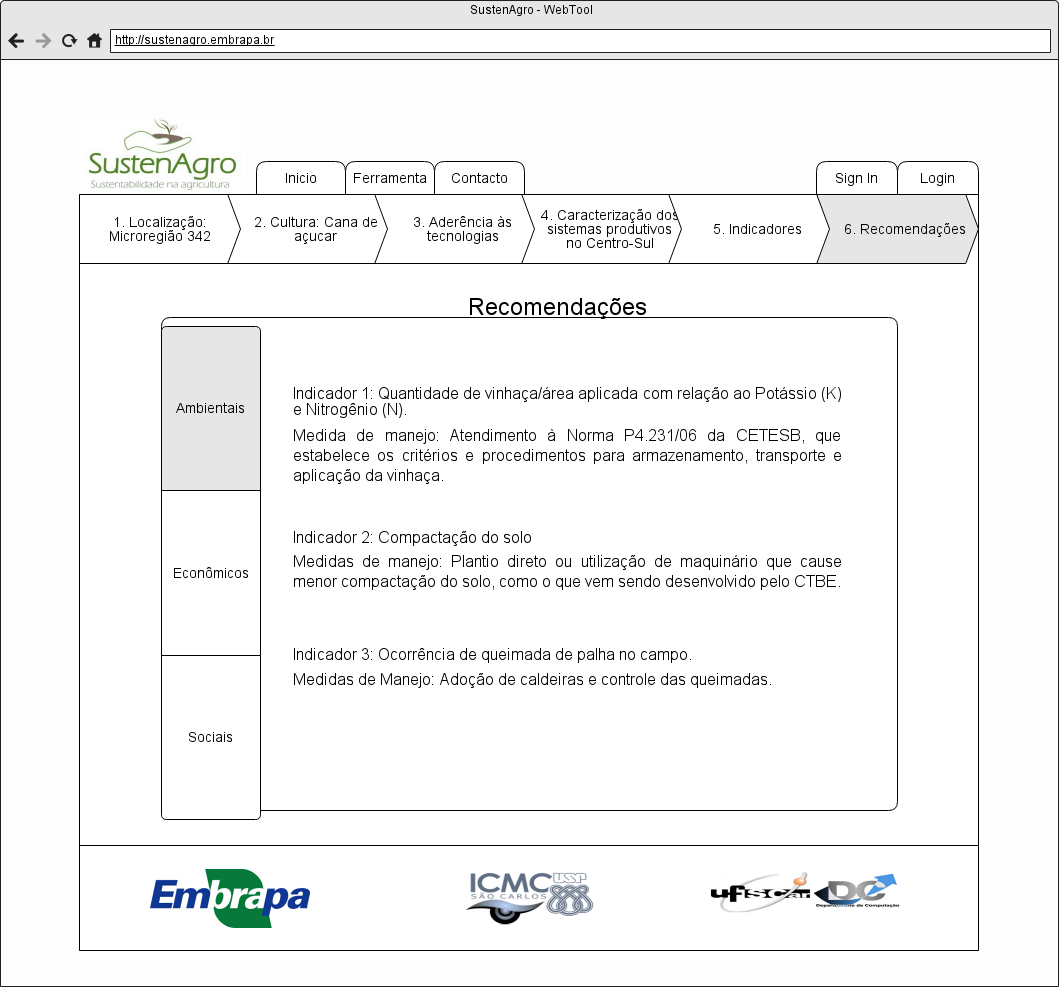 SustenAgro - WebTool
http://sustenagro.embrapa.br
SustenAgro
Sustentabilidade na agricultura
Inicio
Ferramenta
Contacto
Sign In
Login
1. Localização:
Microregião 342
2. Cultura: Cana de
açucar
3. Aderência às
tecnologias
4. Caracterização dos
sistemas produtivos
no Centro-Sul
5. Indicadores
6. Recomendações
Recomendações
Ambientais
Econômicos
Sociais
Indicador 1: Quantidade de vinhaça/área aplicada com relação ao Potássio (K)
e Nitrogênio (N).
Medida de manejo: Atendimento à Norma P4.231/06 da CETESB, que
estabelece os critérios e procedimentos para armazenamento, transporte e
aplicação da vinhaça.
Indicador 2: Compactação do solo
Medidas de manejo: Plantio direto ou utilização de maquinário que cause
menor compactação do solo, como o que vem sendo desenvolvido pelo CTBE.
Indicador 3: Ocorrência de queimada de palha no campo.
Medidas de Manejo: Adoção de caldeiras e controle das queimadas.
Embrapa
ICMC USP
SÃO CARLOS
ufscar
DC
Departamento de Computação